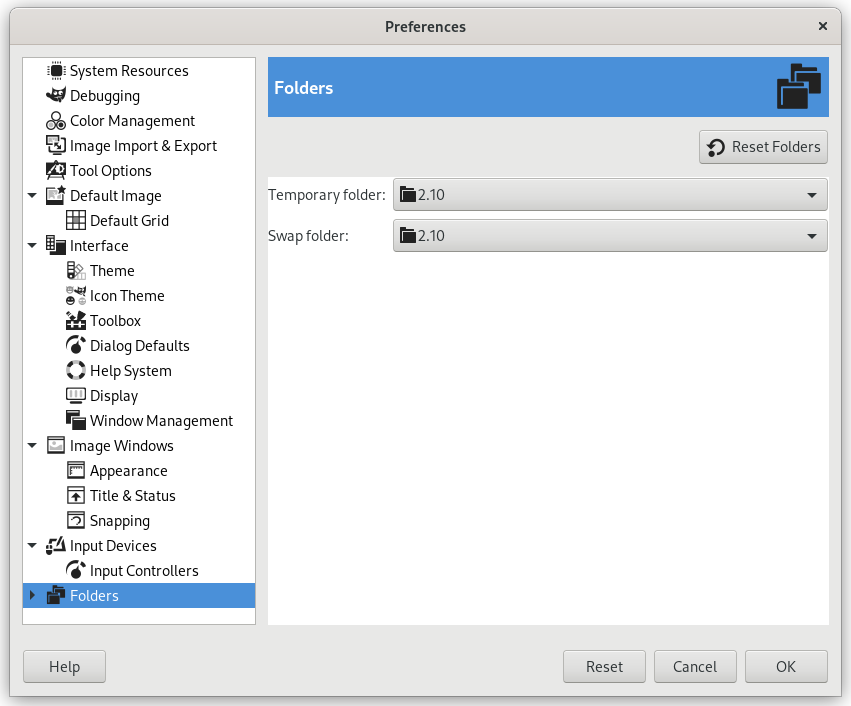 Preferences
System Resources
Debugging
Color Management
Image Import & Export
Tool Options
Default Image
Default Grid
Interface
Theme
Icon Theme
Toolbox
Dialog Defaults
Help System
Display
Window Management
Image Windows
Appearance
Title & Status
Snapping
Input Devices
Input Controllers
Folders
Folders
Reset Folders
Temporary folder: 2.10
Swap folder: 2.10
Help
Reset
Cancel
OK